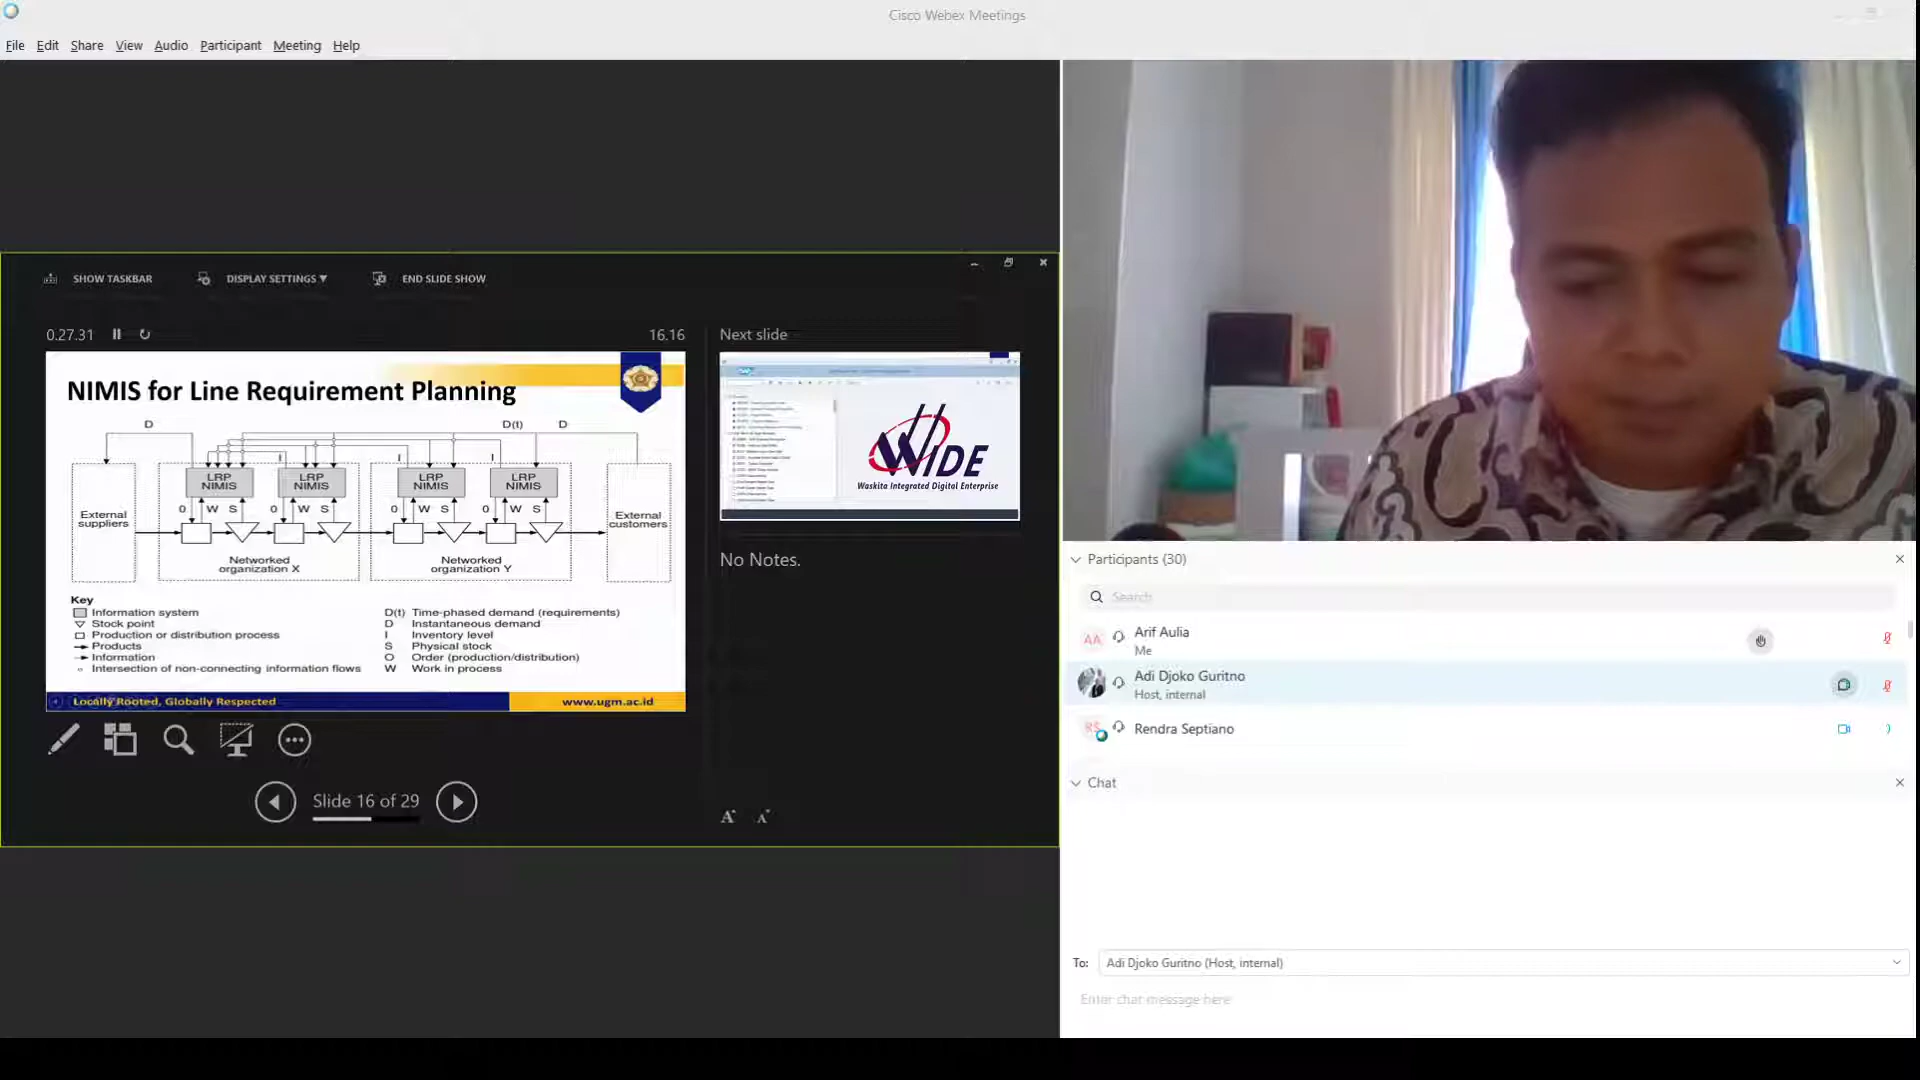 Cisco Webex Meetings
File Edit Share View Audio Participant Meeting Help
SHOW TASKBAR DISPLAY SETTINGS ▼ END SLIDE SHOW
0.27.31 16.16 Next slide
NIMIS for Line Requirement Planning
D D(t) D
I I I
LRP NIMIS LRP NIMIS LRP NIMIS LRP NIMIS
O W S O W S O W S O W S
External suppliers
External customers
Networked organization X
Networked organization Y
Key
Information system
Stock point
Production or distribution process
Products
Information
Intersection of non-connecting information flows
D(t) Time-phased demand (requirements)
D Instantaneous demand
I Inventory level
S Physical stock
O Order (production/distribution)
W Work in process
Locally Rooted, Globally Respected www.ugm.ac.id
WIDE
Waskita Integrated Digital Enterprise
No Notes.
Slide 16 of 29
A A
Participants (30)
Search
AA Arif Aulia
Me
Adi Djoko Guritno
Host, internal
RS Rendra Septiano
Chat
To: Adi Djoko Guritno (Host, internal)
Enter chat message here